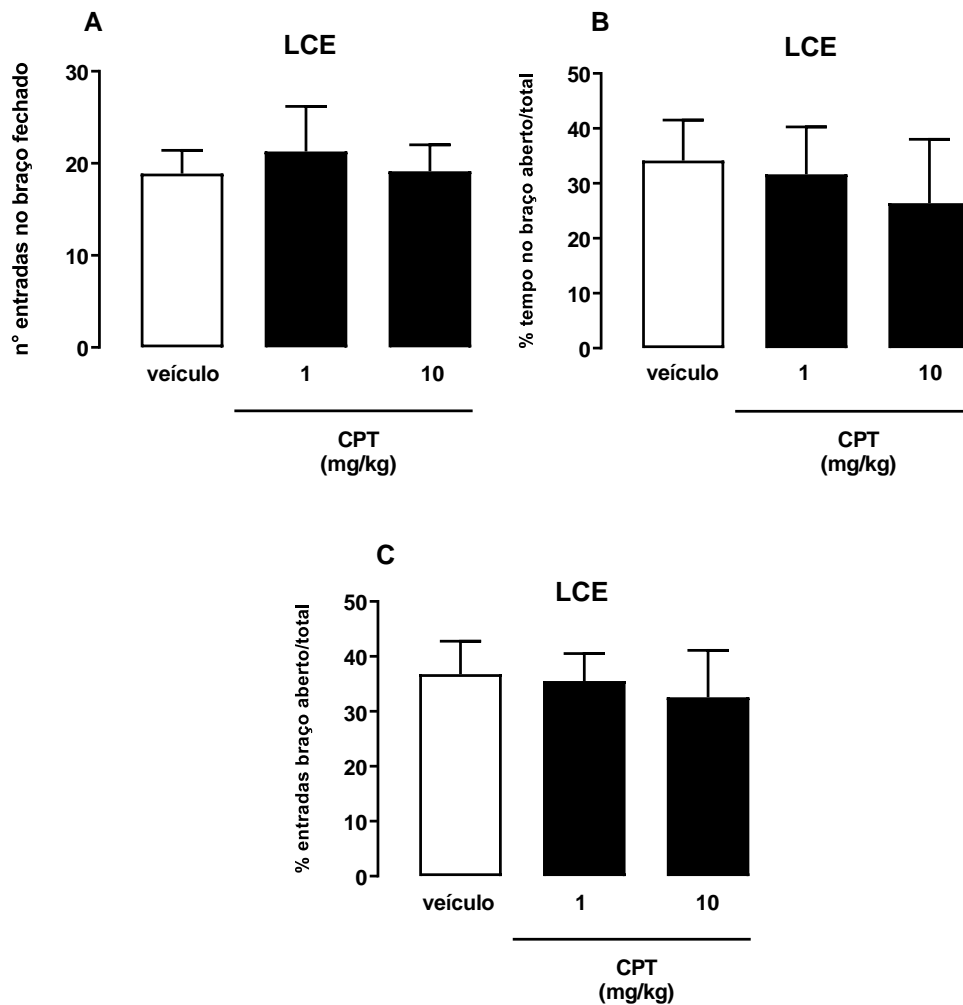 A
LCE
n° entradas no braço fechado
30
20
10
0
veículo
1
10
CPT
(mg/kg)
B
LCE
% tempo no braço aberto/total
50
40
30
20
10
0
veículo
1
10
CPT
(mg/kg)
C
LCE
% entradas braço aberto/total
50
40
30
20
10
0
veículo
1
10
CPT
(mg/kg)